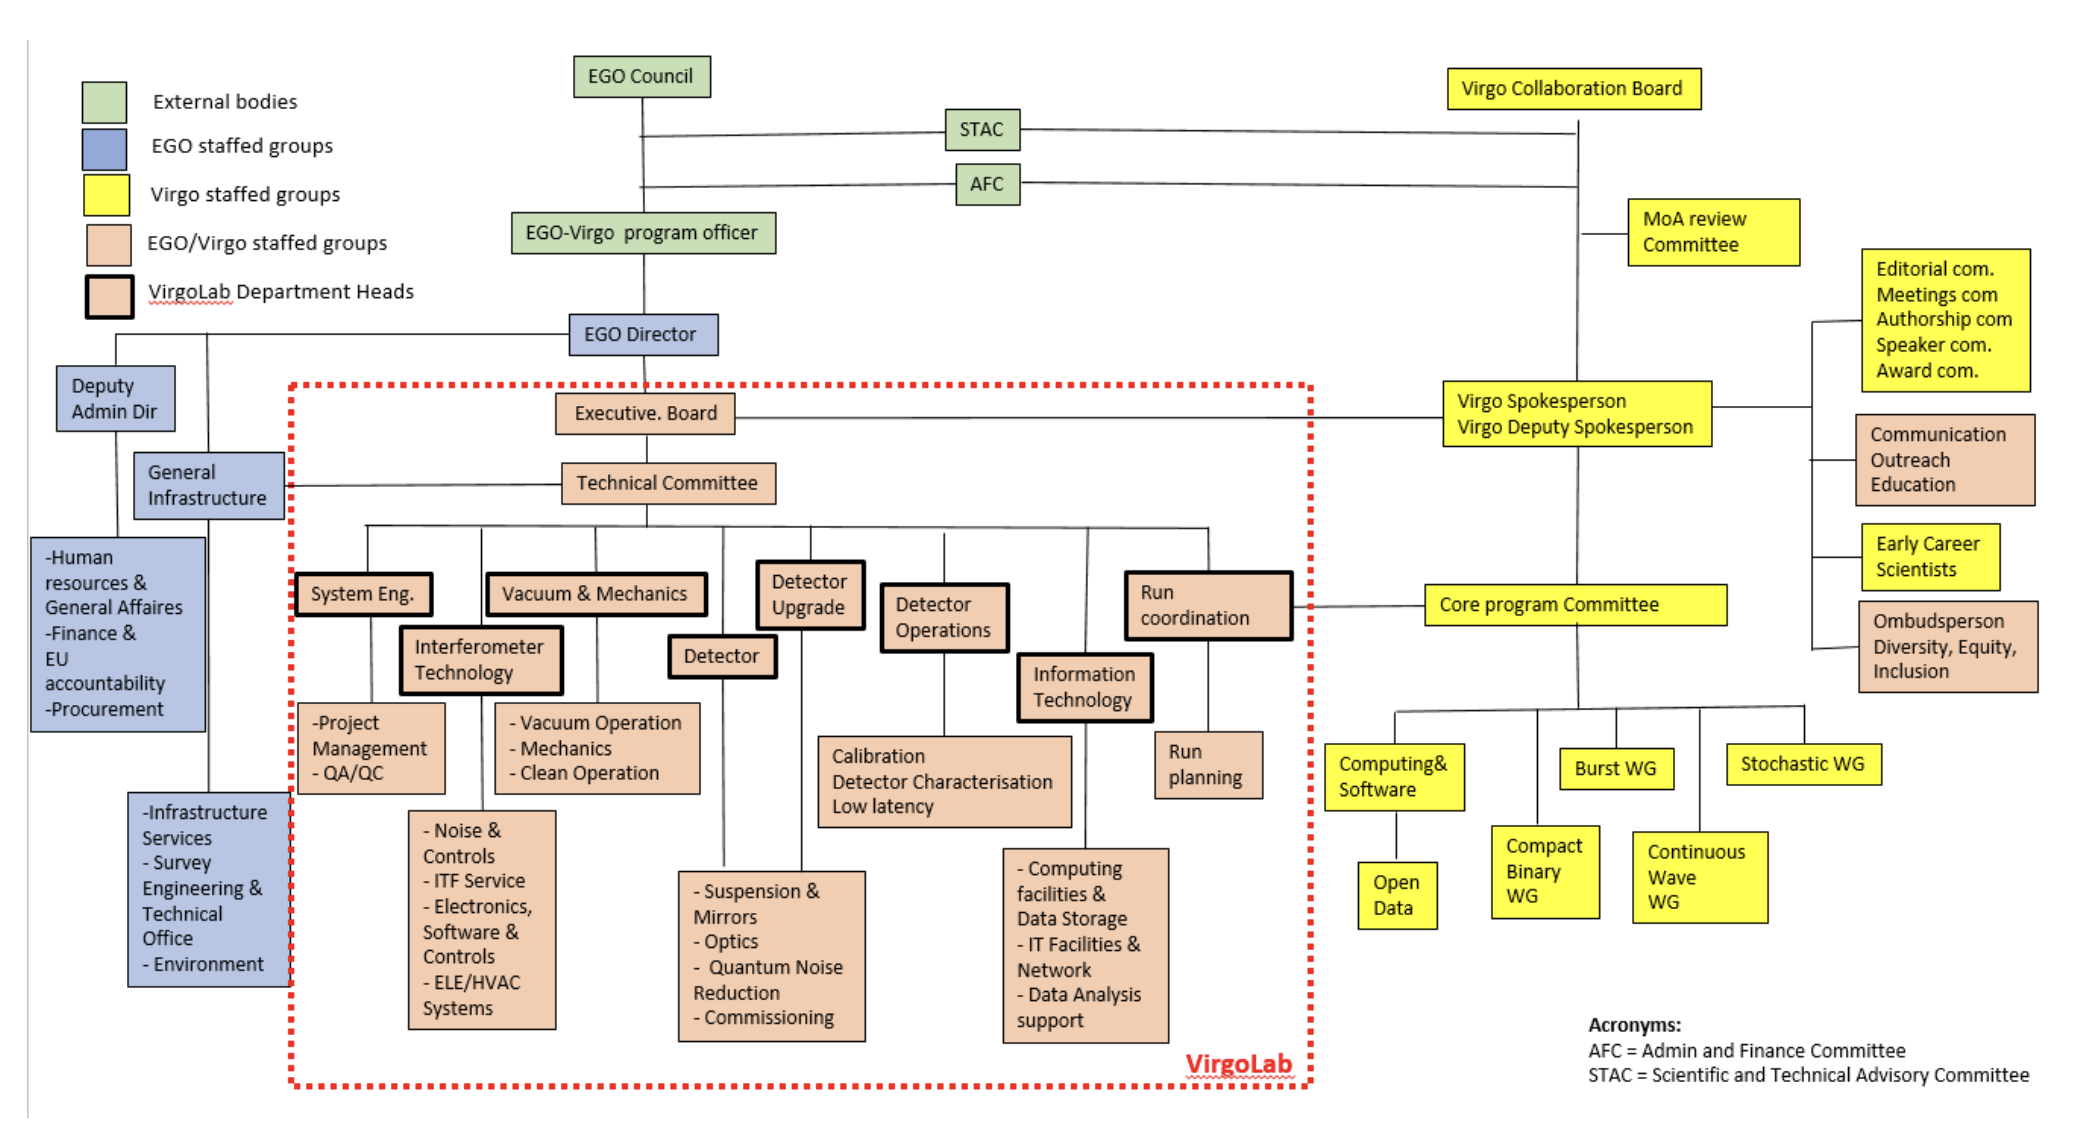 EGO Council
Virgo Collaboration Board
External bodies
EGO staffed groups
Virgo staffed groups
EGO/Virgo staffed groups
VirgoLab Department Heads
STAC
AFC
EGO-Virgo  program officer
MoA review
Committee
Editorial com.
Meetings com
Authorship com
Speaker com.
Award com.
EGO Director
Deputy
Admin Dir
Executive. Board
Virgo Spokesperson
Virgo Deputy Spokesperson
Communication
Outreach
Education
General
Infrastructure
Technical Committee
Early Career
Scientists
-Human
resources &
General Affaires
-Finance &
EU
accountability
-Procurement
System Eng.
Interferometer
Technology
Vacuum & Mechanics
Detector
Detector
Upgrade
Detector
Operations
Information
Technology
Run
coordination
Core program Committee
Ombudsperson
Diversity, Equity,
Inclusion
-Project
Management
- QA/QC
- Vacuum Operation
- Mechanics
- Clean Operation
Calibration
Detector Characterisation
Low latency
Run
planning
Computing&
Software
Burst WG
Stochastic WG
-Infrastructure
Services
- Survey
Engineering &
Technical
Office
- Environment
- Noise &
Controls
- ITF Service
- Electronics,
Software &
Controls
- ELE/HVAC
Systems
- Suspension &
Mirrors
- Optics
-  Quantum Noise
Reduction
- Commissioning
- Computing
facilities &
Data Storage
- IT Facilities &
Network
- Data Analysis
support
Open
Data
Compact
Binary
WG
Continuous
Wave
WG
VirgoLab
Acronyms:
AFC = Admin and Finance Committee
STAC = Scientific and Technical Advisory Committee